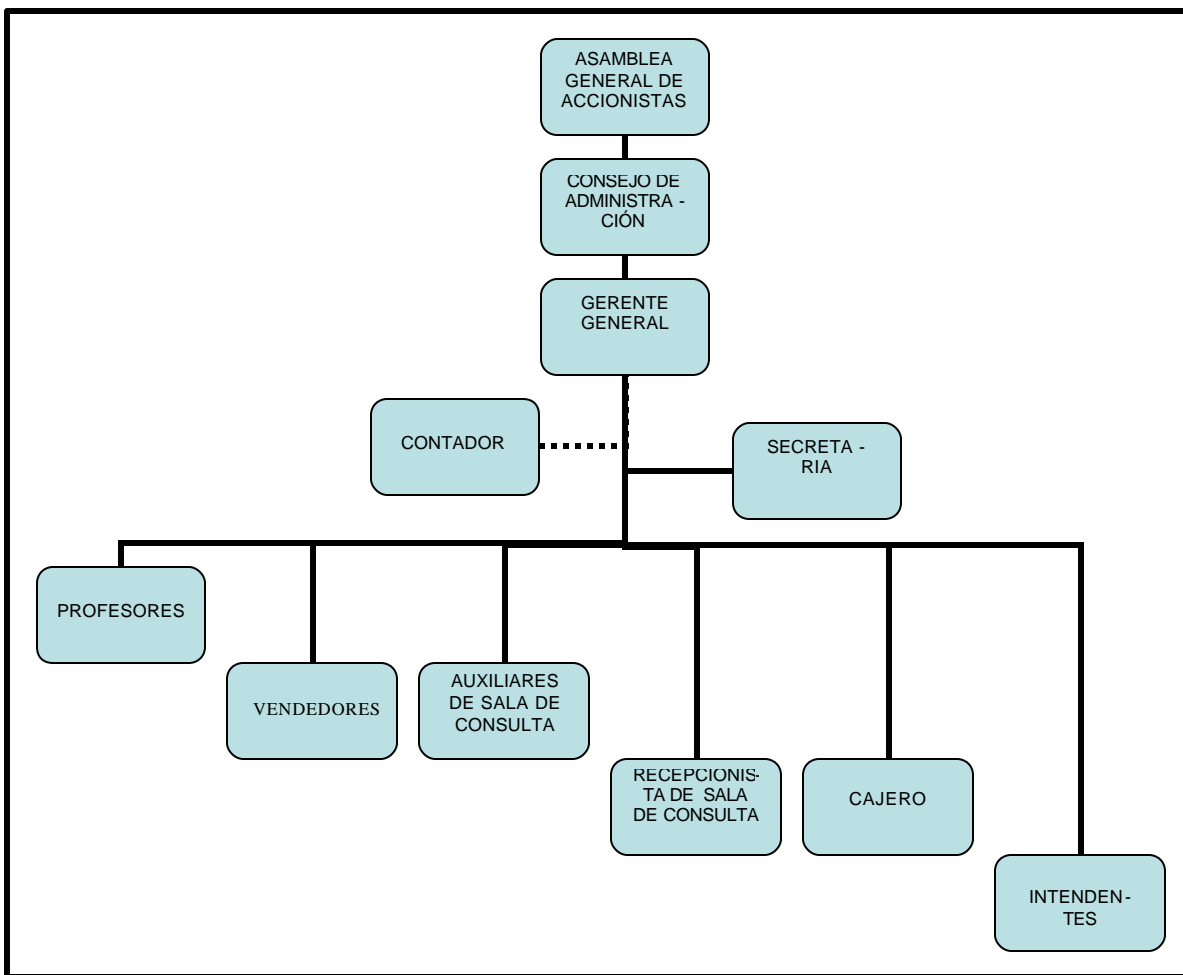 ASAMBLEA
GENERAL DE
ACCIONISTAS
CONSEJO DE
ADMINISTRA -
CIÓN
GERENTE
GENERAL
CONTADOR
SECRETA -
RIA
PROFESORES
VENDEDORES
AUXILIARES
DE SALA DE
CONSULTA
RECEPCIONIS-
TA DE SALA
DE CONSULTA
CAJERO
INTENDEN-
TES